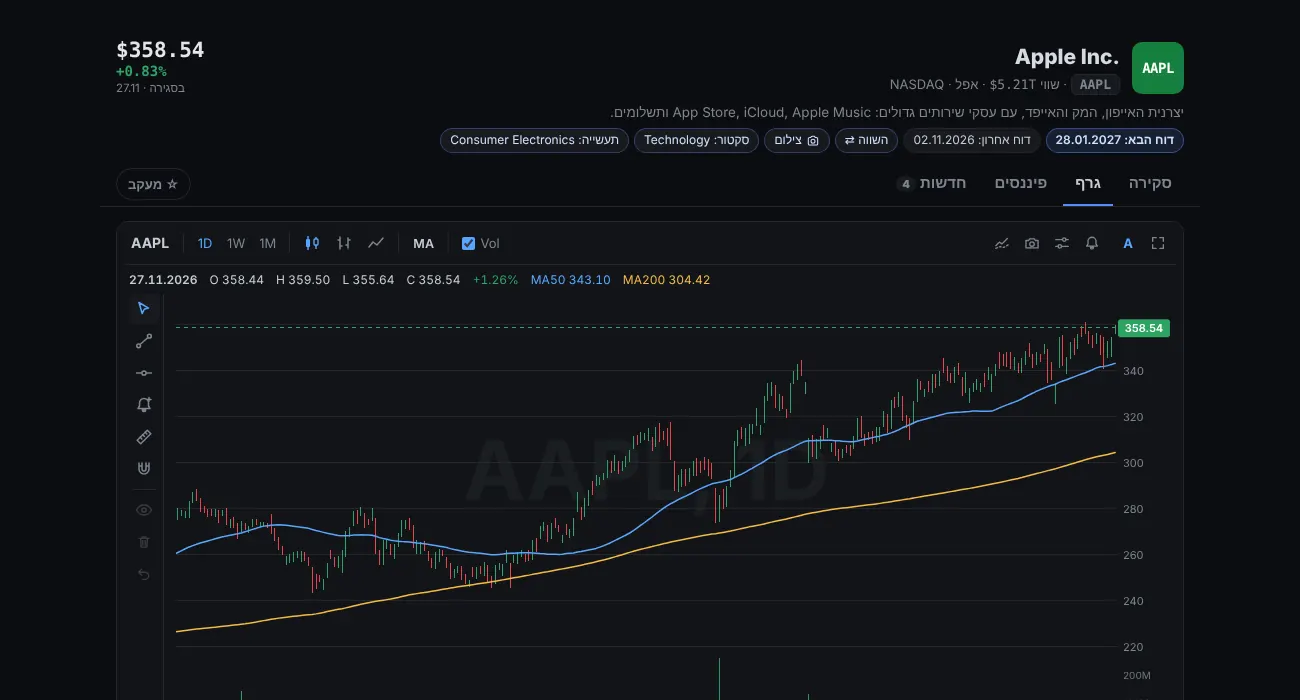 Apple Inc.
AAPL
AAPL · שווי $5.21T · אפל · NASDAQ
$358.54
+0.83%
בסגירה · 27.11
יצרנית האייפון, המק והאייפד, עם עסקי שירותים גדולים: App Store, iCloud, Apple Music ותשלומים.
דוח הבא: 28.01.2027
דוח אחרון: 02.11.2026
השווה ⇄
צילום
סקטור: Technology
תעשייה: Consumer Electronics
סקירה
גרף
פיננסים
חדשות 4
☆ מעקב
AAPL 1D 1W 1M MA Vol A
27.11.2026 O 358.44 H 359.50 L 355.64 C 358.54 +1.26% MA50 343.10 MA200 304.42
AAPL, 1D
358.54
340
320
300
280
260
240
220
200M